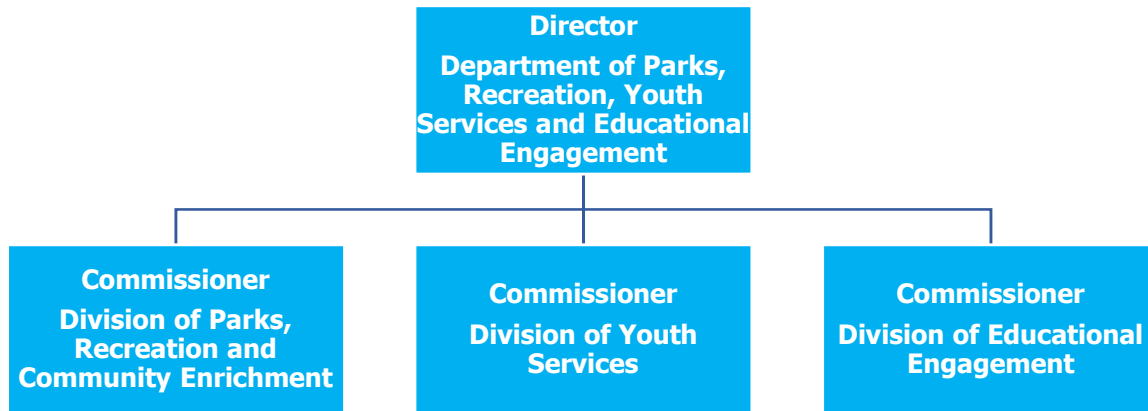 Director
Department of Parks,
Recreation, Youth
Services and Educational
Engagement
Commissioner
Division of Parks,
Recreation and
Community Enrichment
Commissioner
Division of Youth
Services
Commissioner
Division of Educational
Engagement